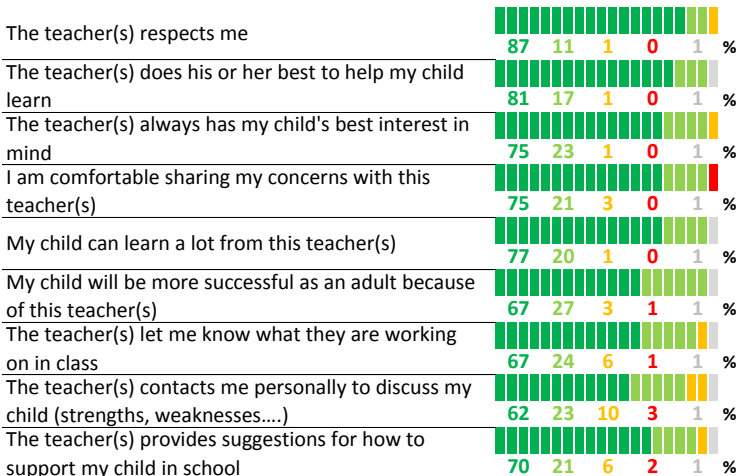 The teacher(s) respects me
87 11 1 0 1 %
The teacher(s) does his or her best to help my child
learn
81 17 1 0 1 %
The teacher(s) always has my child's best interest in
mind
75 23 1 0 1 %
I am comfortable sharing my concerns with this
teacher(s)
75 21 3 0 1 %
My child can learn a lot from this teacher(s)
77 20 1 0 1 %
My child will be more successful as an adult because
of this teacher(s)
67 27 3 1 1 %
The teacher(s) let me know what they are working
on in class
67 24 6 1 1 %
The teacher(s) contacts me personally to discuss my
child (strengths, weaknesses….)
62 23 10 3 1 %
The teacher(s) provides suggestions for how to
support my child in school
70 21 6 2 1 %